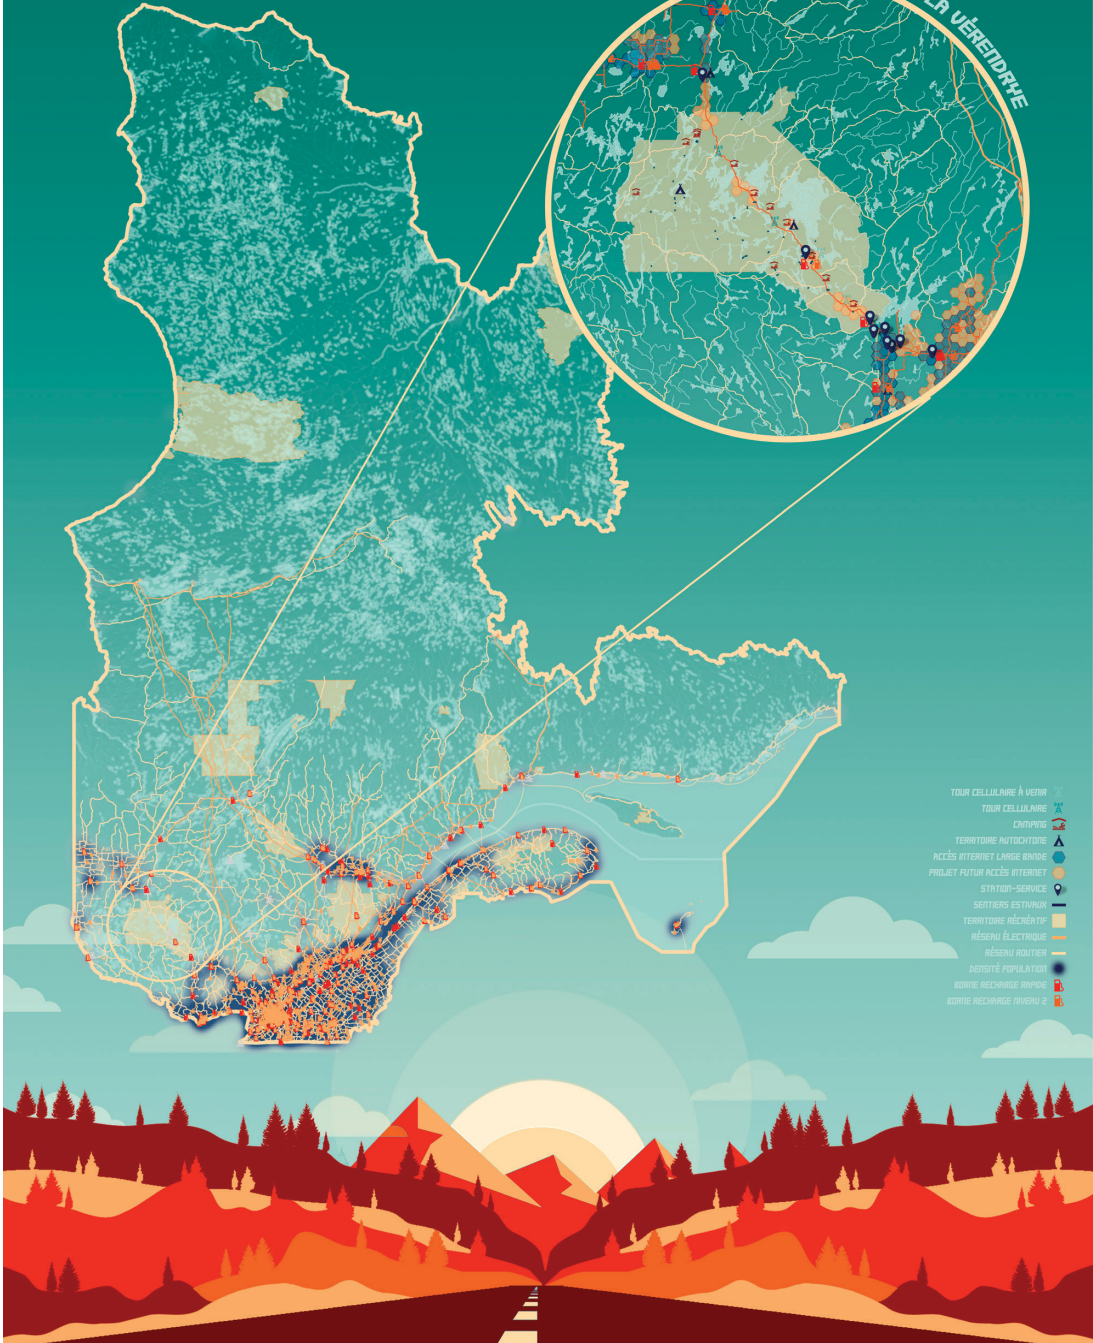 LA VÉRENDRYE
TOUR CELLULAIRE À VENIR
TOUR CELLULAIRE
CAMPING
TERRITOIRE AUTOCHTONE
ACCÈS INTERNET LARGE BANDE
PROJET FUTUR ACCÈS INTERNET
STATION-SERVICE
SENTIERS ESTIVAUX
TERRITOIRE RÉCRÉATIF
RÉSEAU ÉLECTRIQUE
RÉSEAU ROUTIER
DENSITÉ POPULATION
BORNE RECHARGE RAPIDE
BORNE RECHARGE NIVEAU 2